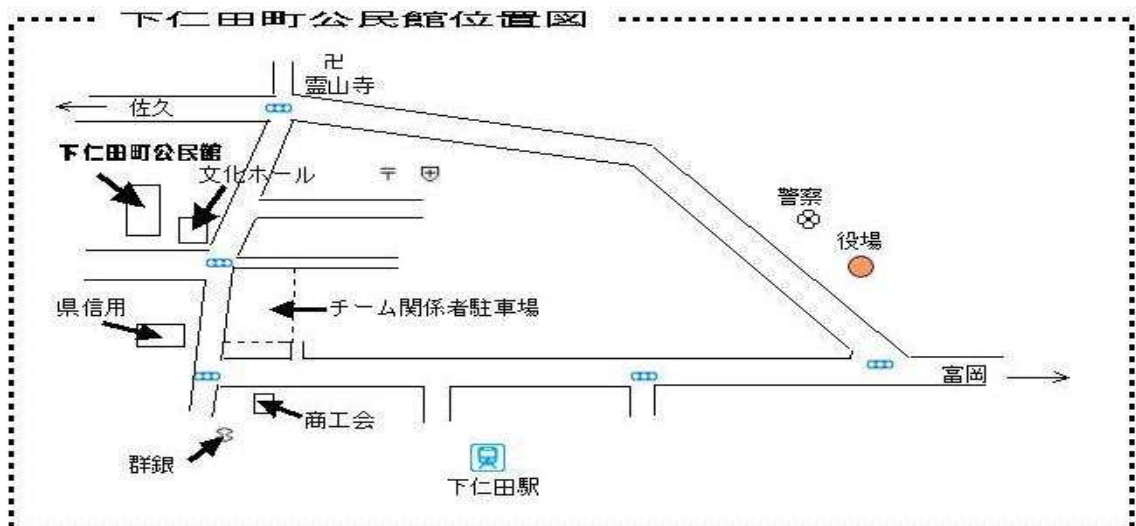 下仁田町公民館位置図
卍
霊山寺
← 佐久
下仁田町公民館
文化ホール
〒
警察
役場
県信用
チーム関係者駐車場
富岡 →
商工会
群銀
下仁田駅